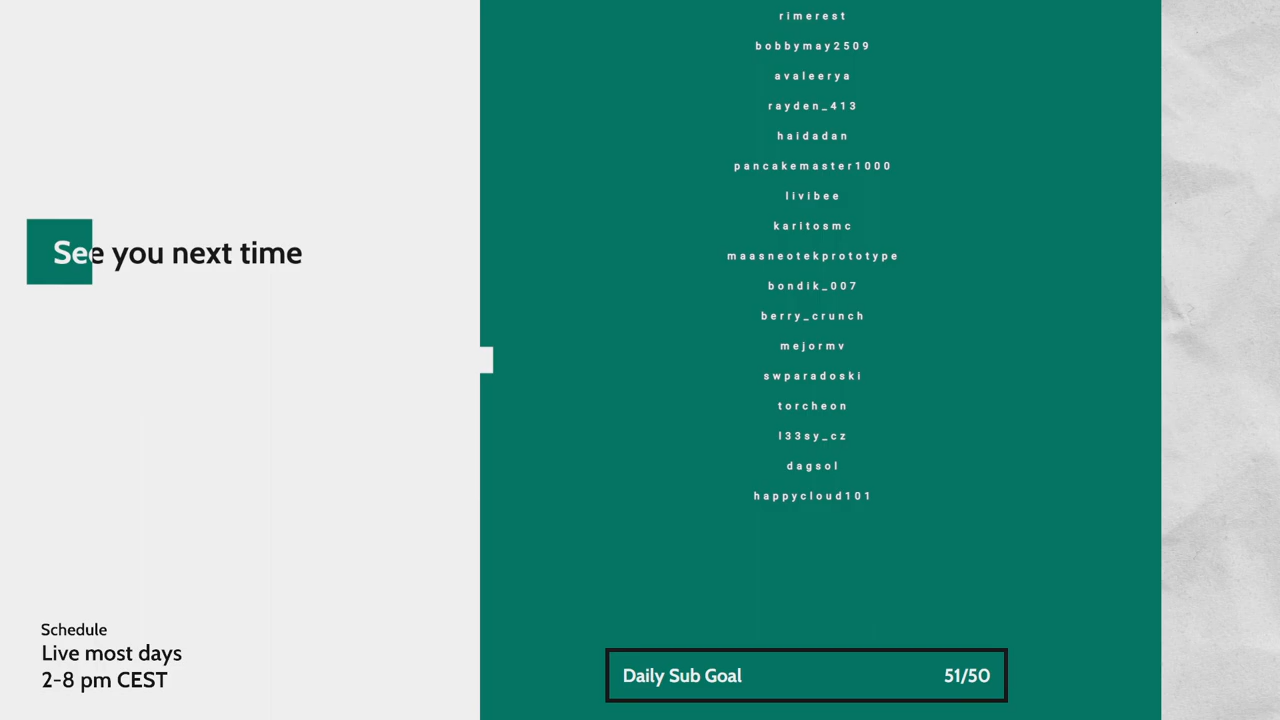 See you next time
Schedule
Live most days
2-8 pm CEST
rimerest
bobbymay2509
avaleerya
rayden_413
haidadan
pancakemaster1000
livibee
karitosmc
maasneotekprototype
bondik_007
berry_crunch
mejormv
swparadoski
torcheon
l33sy_cz
dagsol
happycloud101
Daily Sub Goal 51/50